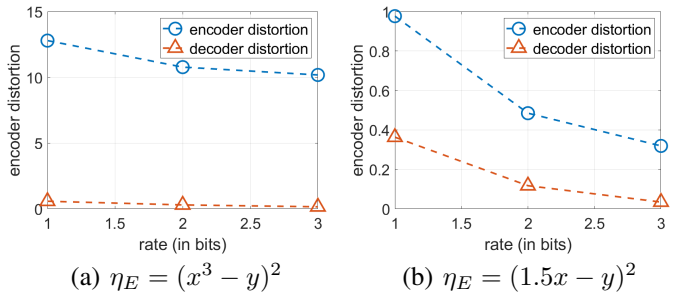 15
10
5
0
encoder distortion
encoder distortion
decoder distortion
1 1.5 2 2.5 3
rate (in bits)
(a) $\eta_E = (x^3 - y)^2$
1
0.8
0.6
0.4
0.2
0
encoder distortion
encoder distortion
decoder distortion
1 1.5 2 2.5 3
rate (in bits)
(b) $\eta_E = (1.5x - y)^2$